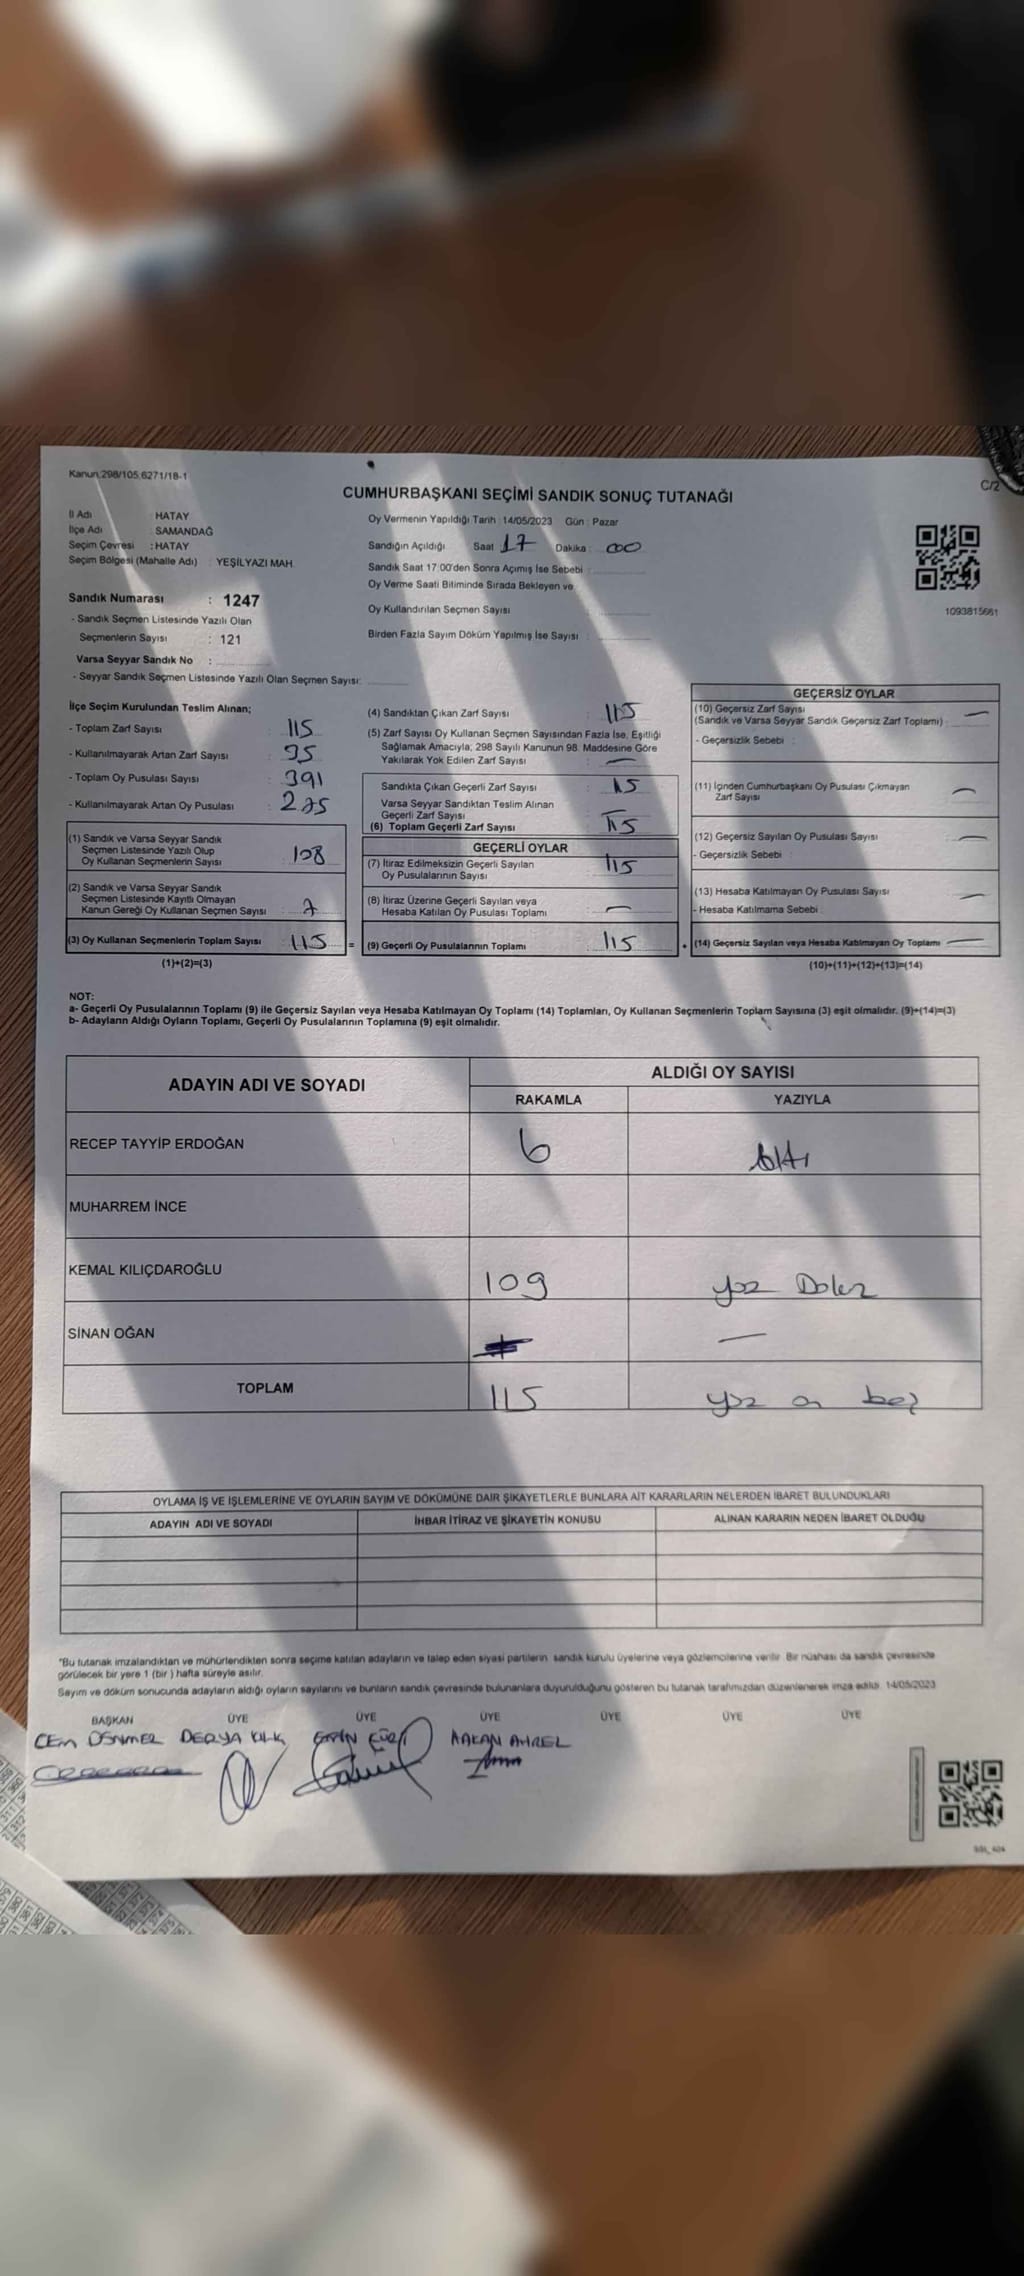 Kanun:298/105,6271/18-1
C/2
CUMHURBAŞKANI SEÇİMİ SANDIK SONUÇ TUTANAĞI
İl Adı : HATAY
İlçe Adı : SAMANDAĞ
Seçim Çevresi : HATAY
Seçim Bölgesi (Mahalle Adı) : YEŞİLYAZI MAH.
Sandık Numarası : 1247
- Sandık Seçmen Listesinde Yazılı Olan
Seçmenlerin Sayısı : 121
Varsa Seyyar Sandık No :
- Seyyar Sandık Seçmen Listesinde Yazılı Olan Seçmen Sayısı:
Oy Vermenin Yapıldığı Tarih : 14/05/2023 Gün : Pazar
Sandığın Açıldığı Saat 17 Dakika : 00
Sandık Saat 17:00'den Sonra Açımış İse Sebebi :
Oy Verme Saati Bitiminde Sırada Bekleyen ve
Oy Kullandırılan Seçmen Sayısı
Birden Fazla Sayım Döküm Yapılmış İse Sayısı :
1093815661
İlçe Seçim Kurulundan Teslim Alınan;
- Toplam Zarf Sayısı : 115
- Kullanılmayarak Artan Zarf Sayısı : 95
- Toplam Oy Pusulası Sayısı : 391
- Kullanılmayarak Artan Oy Pusulası : 275
(1) Sandık ve Varsa Seyyar Sandık
Seçmen Listesinde Yazılı Olup
Oy Kullanan Seçmenlerin Sayısı 108
(2) Sandık ve Varsa Seyyar Sandık
Seçmen Listesinde Kayıtlı Olmayan
Kanun Gereği Oy Kullanan Seçmen Sayısı 7
(3) Oy Kullanan Seçmenlerin Toplam Sayısı 115 =
(1)+(2)=(3)
(4) Sandıktan Çıkan Zarf Sayısı : 115
(5) Zarf Sayısı Oy Kullanan Seçmen Sayısından Fazla İse, Eşitliği
Sağlamak Amacıyla; 298 Sayılı Kanunun 98. Maddesine Göre
Yakılarak Yok Edilen Zarf Sayısı : —
Sandıkta Çıkan Geçerli Zarf Sayısı : 115
Varsa Seyyar Sandıktan Teslim Alınan
Geçerli Zarf Sayısı
(6) Toplam Geçerli Zarf Sayısı 115
GEÇERLİ OYLAR
(7) İtiraz Edilmeksizin Geçerli Sayılan
Oy Pusulalarının Sayısı 115
(8) İtiraz Üzerine Geçerli Sayılan veya
Hesaba Katılan Oy Pusulası Toplamı —
(9) Geçerli Oy Pusulalarının Toplamı 115
GEÇERSİZ OYLAR
(10) Geçersiz Zarf Sayısı —
(Sandık ve Varsa Seyyar Sandık Geçersiz Zarf Toplamı) :
- Geçersizlik Sebebi :
(11) İçinden Cumhurbaşkanı Oy Pusulası Çıkmayan
Zarf Sayısı —
(12) Geçersiz Sayılan Oy Pusulası Sayısı —
- Geçersizlik Sebebi :
(13) Hesaba Katılmayan Oy Pusulası Sayısı —
- Hesaba Katılmama Sebebi :
+ (14) Geçersiz Sayılan veya Hesaba Katılmayan Oy Toplamı —
(10)+(11)+(12)+(13)=(14)
NOT:
a- Geçerli Oy Pusulalarının Toplamı (9) ile Geçersiz Sayılan veya Hesaba Katılmayan Oy Toplamı (14) Toplamları, Oy Kullanan Seçmenlerin Toplam Sayısına (3) eşit olmalıdır. (9)+(14)=(3)
b- Adayların Aldığı Oyların Toplamı, Geçerli Oy Pusulalarının Toplamına (9) eşit olmalıdır.
ADAYIN ADI VE SOYADI
ALDIĞI OY SAYISI
RAKAMLA YAZIYLA
RECEP TAYYİP ERDOĞAN 6 Altı
MUHARREM İNCE
KEMAL KILIÇDAROĞLU 109 yüz Dokuz
SİNAN OĞAN —
TOPLAM 115 yüz on beş
OYLAMA İŞ VE İŞLEMLERİNE VE OYLARIN SAYIM VE DÖKÜMÜNE DAİR ŞİKAYETLERLE BUNLARA AİT KARARLARIN NELERDEN İBARET BULUNDUKLARI
ADAYIN ADI VE SOYADI İHBAR İTİRAZ VE ŞİKAYETİN KONUSU ALINAN KARARIN NEDEN İBARET OLDUĞU
"Bu tutanak imzalandıktan ve mühürlendikten sonra seçime katılan adayların ve talep eden siyasi partilerin sandık kurulu üyelerine veya gözlemcilerine verilir. Bir nüshası da sandık çevresinde
görülecek bir yere 1 (bir ) hafta süreyle asılır.
Sayım ve döküm sonucunda adayların aldığı oyların sayılarını ve bunların sandık çevresinde bulunanlara duyurulduğunu gösteren bu tutanak tarafımızdan düzenlenerek imza edildi. 14/05/2023
BAŞKAN ÜYE ÜYE ÜYE ÜYE ÜYE ÜYE
CEM DERYA HAKAN